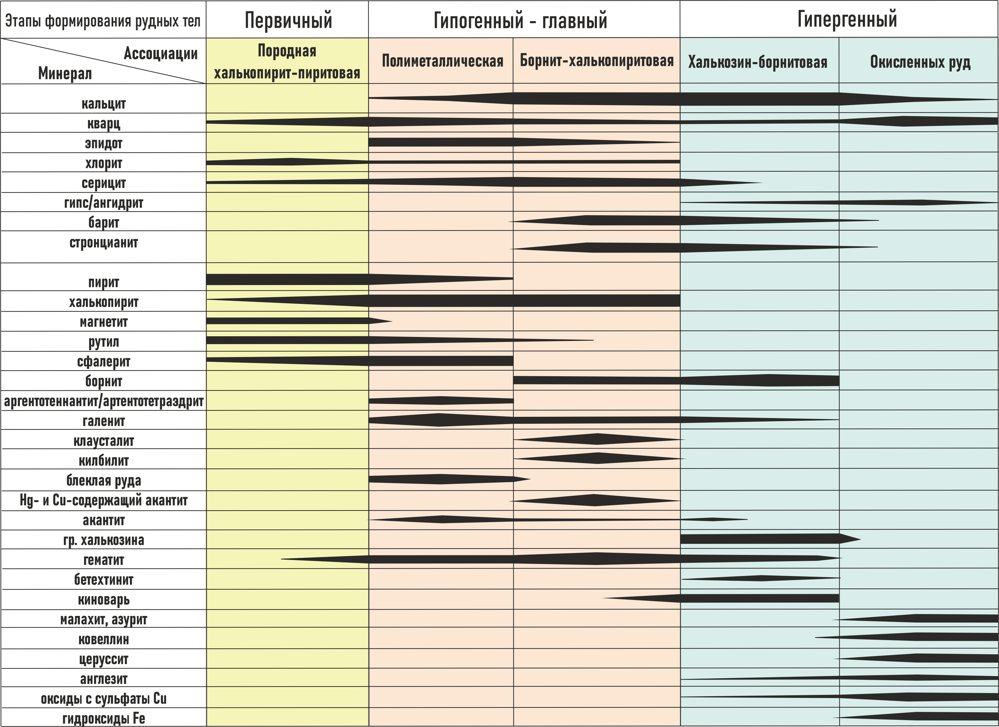 Этапы формирования рудных тел
Первичный
Гипогенный - главный
Гипергенный
Ассоциации
Минерал
Породная
халькопирит-пиритовая
Полиметаллическая
Борнит-халькопиритовая
Халькозин-борнитовая
Окисленных руд
кальцит
кварц
эпидот
хлорит
серицит
гипс/ангидрит
барит
стронцианит
пирит
халькопирит
магнетит
рутил
сфалерит
борнит
аргентотеннантит/артентотетраэдрит
галенит
клаусталит
килбилит
блеклая руда
Hg- и Cu-содержащий акантит
акантит
гр. халькозина
гематит
бетехтинит
киноварь
малахит, азурит
ковеллин
церуссит
англезит
оксиды с сульфаты Cu
гидроксиды Fe